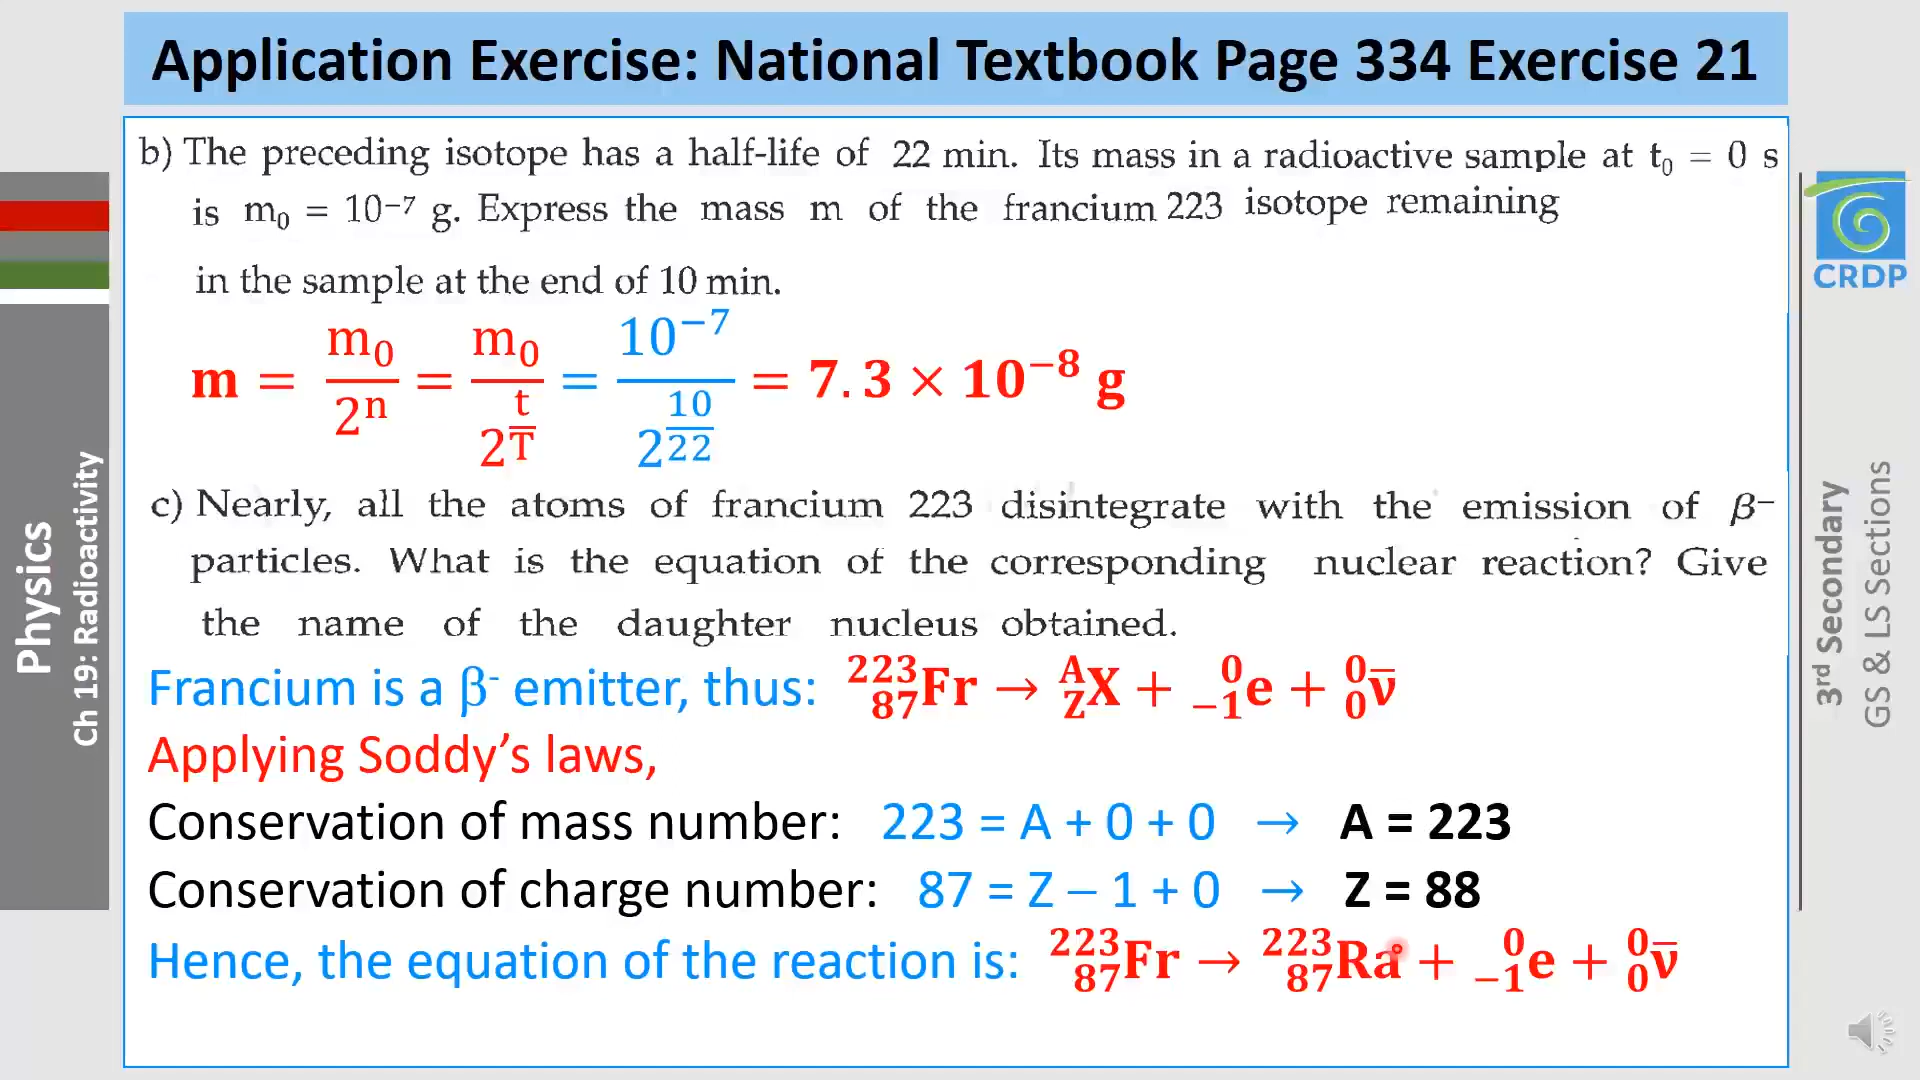 Application Exercise: National Textbook Page 334 Exercise 21
b) The preceding isotope has a half-life of 22 min. Its mass in a radioactive sample at t₀ = 0 s
is m₀ = 10⁻⁷ g. Express the mass m of the francium 223 isotope remaining
in the sample at the end of 10 min.
m = m₀/2ⁿ = m₀/2^(t/T) = 10⁻⁷/2^(10/22) = 7.3 × 10⁻⁸ g
c) Nearly, all the atoms of francium 223 disintegrate with the emission of β⁻
particles. What is the equation of the corresponding nuclear reaction? Give
the name of the daughter nucleus obtained.
Francium is a β⁻ emitter, thus: ²²³₈₇Fr → ᴬ_ZX + ⁰₋₁e + ⁰₀ν̅
Applying Soddy’s laws,
Conservation of mass number: 223 = A + 0 + 0 → A = 223
Conservation of charge number: 87 = Z – 1 + 0 → Z = 88
Hence, the equation of the reaction is: ²²³₈₇Fr → ²²³₈₇Ra + ⁰₋₁e + ⁰₀ν̅
Physics
Ch 19: Radioactivity
CRDP
3rd Secondary
GS & LS Sections